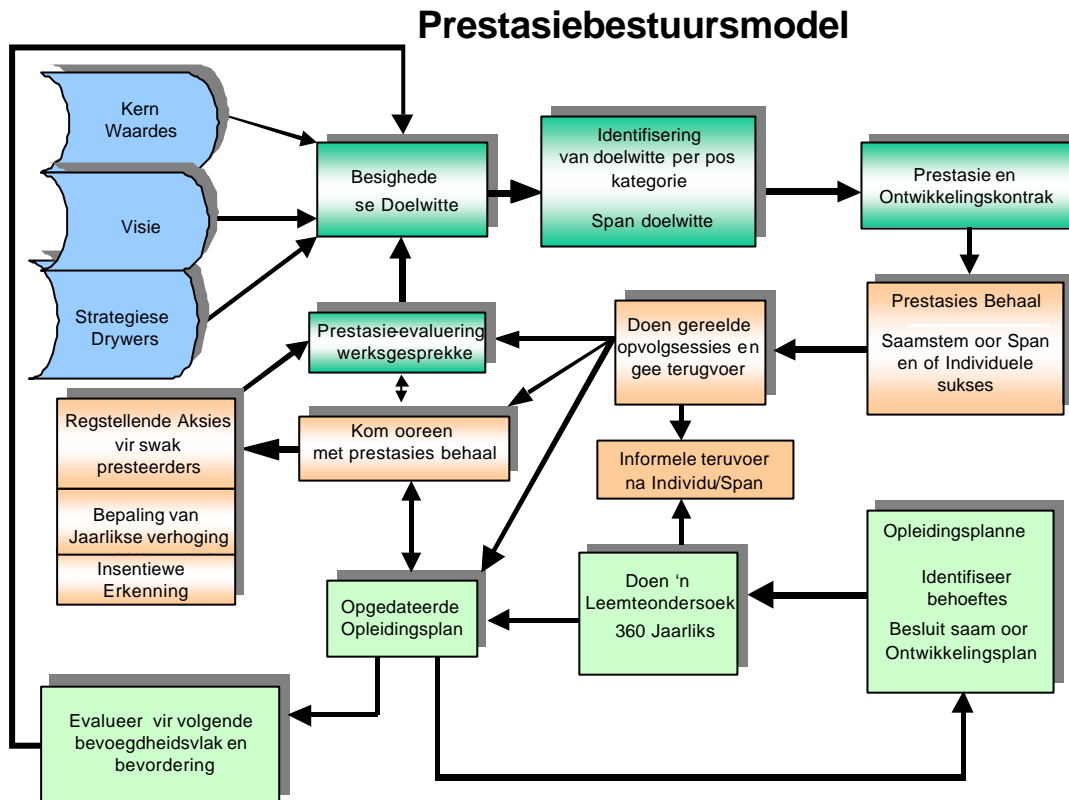 Prestasiebestuursmodel
Kern
Waardes
Visie
Strategiese
Drywers
Besighede
se Doelwitte
Identifisering
van doelwitte per pos
kategorie
Span doelwitte
Prestasie en
Ontwikkelingskontrak
Prestasies Behaal
Saamstem oor Span
en of Individuele
sukses
Doen gereelde
opvolgsessies en
gee terugvoer
Prestasie-evaluering
werksgesprekke
Kom ooreen
met prestasies behaal
Regstellende Aksies
vir swak
presteerders
Bepaling van
Jaarlikse verhoging
Insentiewe
Erkenning
Informele teruvoer
na Individu/Span
Opleidingsplanne
Identifiseer
behoeftes
Besluit saam oor
Ontwikkelingsplan
Doen ‘n
Leemteondersoek
360 Jaarliks
Opgedateerde
Opleidingsplan
Evalueer vir volgende
bevoegdheidsvlak en
bevordering